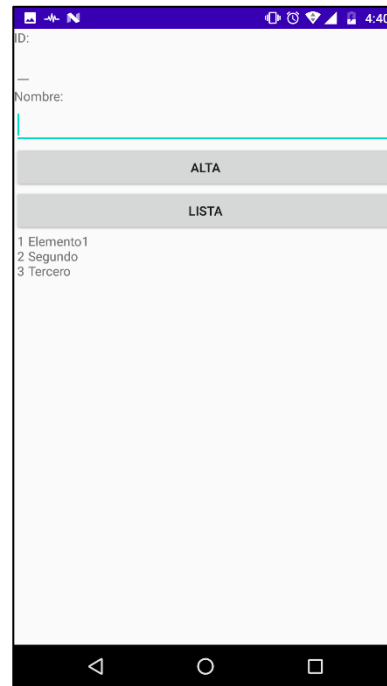 4:40
ID:
Nombre:
ALTA
LISTA
1 Elemento1
2 Segundo
3 Tercero